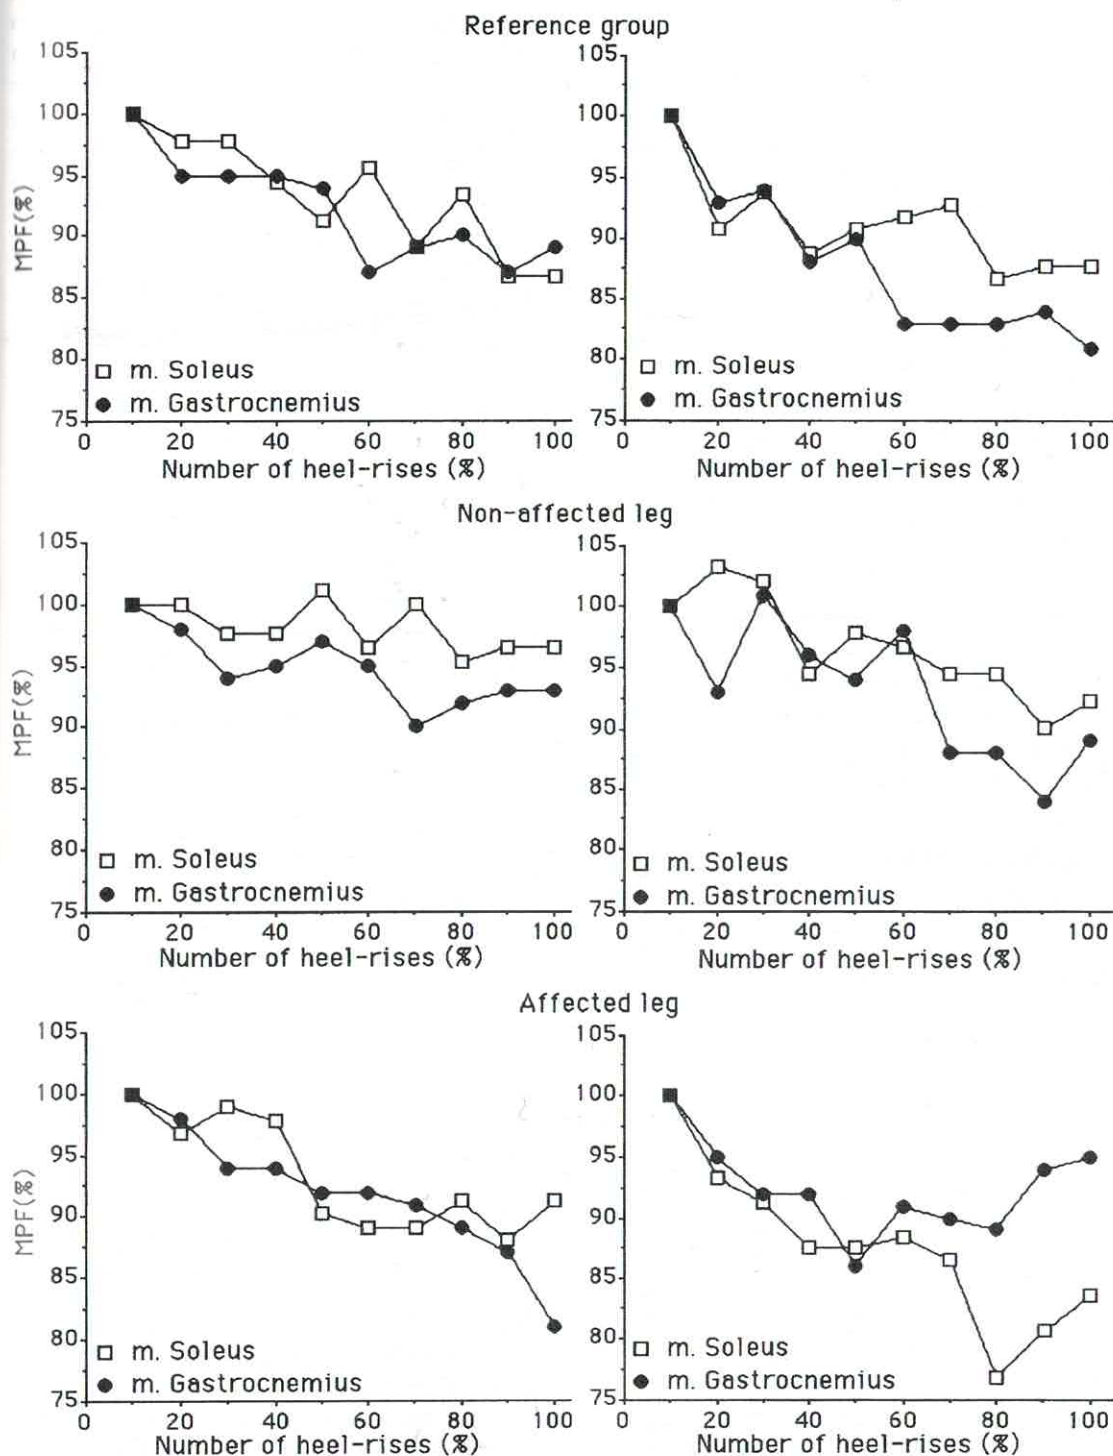 Reference group
105
100
95
90
85
80
75
MPF(%)
□ m. Soleus
● m. Gastrocnemius
0 20 40 60 80 100
Number of heel-rises (%)
105
100
95
90
85
80
75
□ m. Soleus
● m. Gastrocnemius
0 20 40 60 80 100
Number of heel-rises (%)
Non-affected leg
105
100
95
90
85
80
75
MPF(%)
□ m. Soleus
● m. Gastrocnemius
0 20 40 60 80 100
Number of heel-rises (%)
105
100
95
90
85
80
75
□ m. Soleus
● m. Gastrocnemius
0 20 40 60 80 100
Number of heel-rises (%)
Affected leg
105
100
95
90
85
80
75
MPF(%)
□ m. Soleus
● m. Gastrocnemius
0 20 40 60 80 100
Number of heel-rises (%)
105
100
95
90
85
80
75
□ m. Soleus
● m. Gastrocnemius
0 20 40 60 80 100
Number of heel-rises (%)